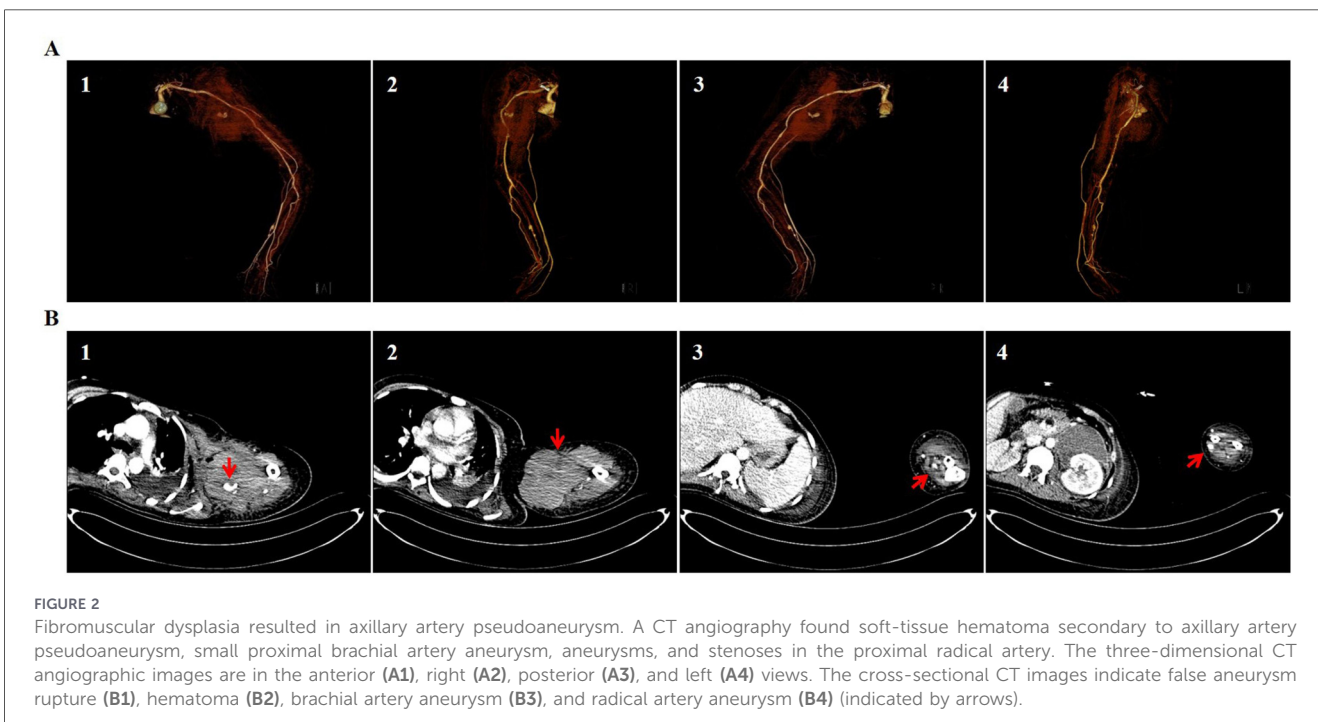 A
1 2 3 4
[A] [R]
B
1 2 3 4
FIGURE 2
Fibromuscular dysplasia resulted in axillary artery pseudoaneurysm. A CT angiography found soft-tissue hematoma secondary to axillary artery
pseudoaneurysm, small proximal brachial artery aneurysm, aneurysms, and stenoses in the proximal radical artery. The three-dimensional CT
angiographic images are in the anterior (A1), right (A2), posterior (A3), and left (A4) views. The cross-sectional CT images indicate false aneurysm
rupture (B1), hematoma (B2), brachial artery aneurysm (B3), and radical artery aneurysm (B4) (indicated by arrows).